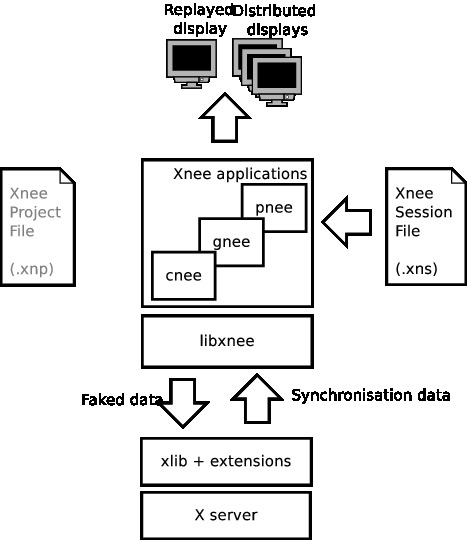 Replayed
display
Distributed
displays
Xnee applications
pnee
gnee
cnee
Xnee
Project
File
(.xnp)
Xnee
Session
File
(.xns)
libxnee
Faked data
Synchronisation data
xlib + extensions
X server